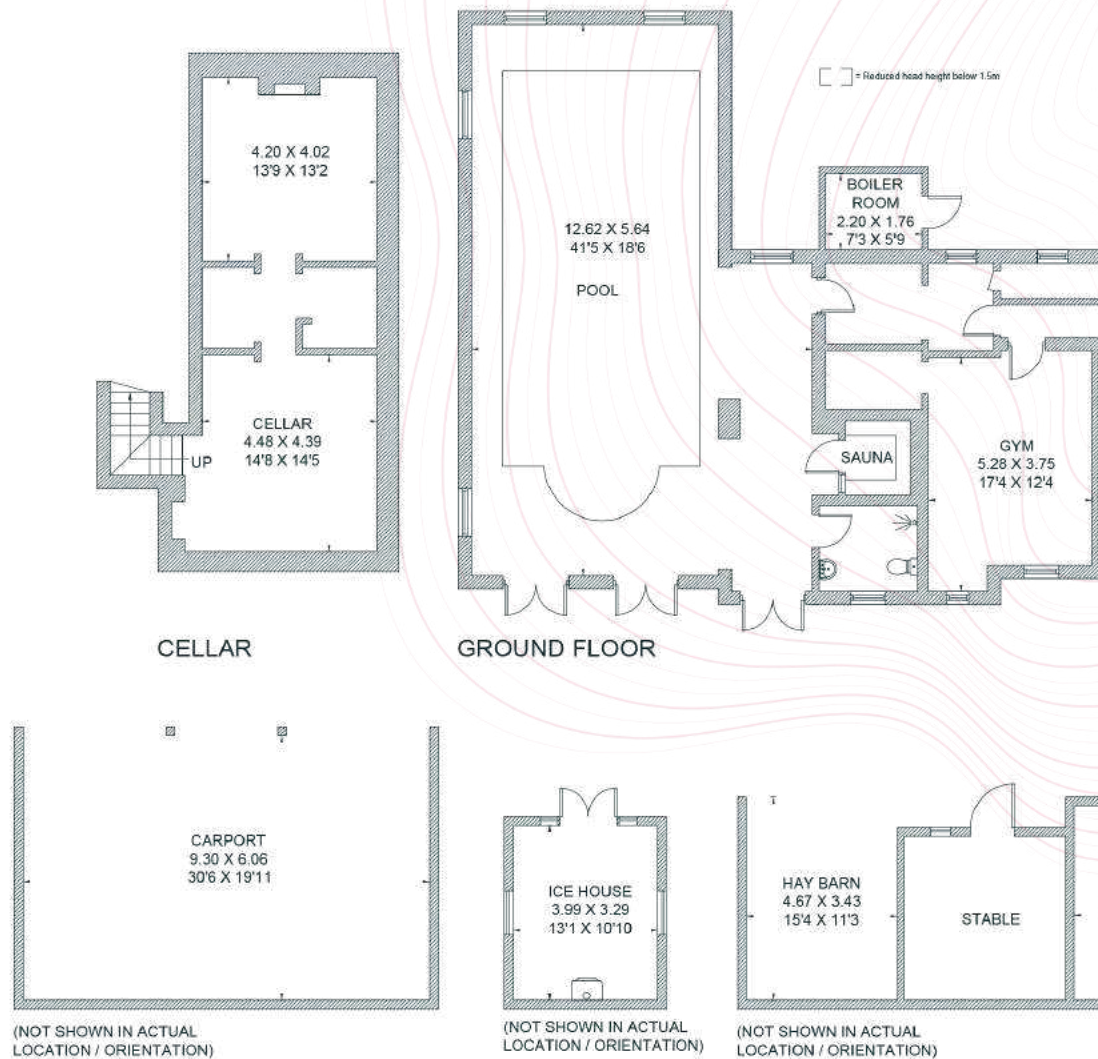 = Reduced head height below 1.5m
4.20 X 4.02
13'9 X 13'2
CELLAR
4.48 X 4.39
14'8 X 14'5
UP
12.62 X 5.64
41'5 X 18'6
POOL
BOILER
ROOM
2.20 X 1.76
7'3 X 5'9
SAUNA
GYM
5.28 X 3.75
17'4 X 12'4
CELLAR
GROUND FLOOR
CARPORT
9.30 X 6.06
30'6 X 19'11
(NOT SHOWN IN ACTUAL
LOCATION / ORIENTATION)
ICE HOUSE
3.99 X 3.29
13'1 X 10'10
(NOT SHOWN IN ACTUAL
LOCATION / ORIENTATION)
HAY BARN
4.67 X 3.43
15'4 X 11'3
STABLE
(NOT SHOWN IN ACTUAL
LOCATION / ORIENTATION)